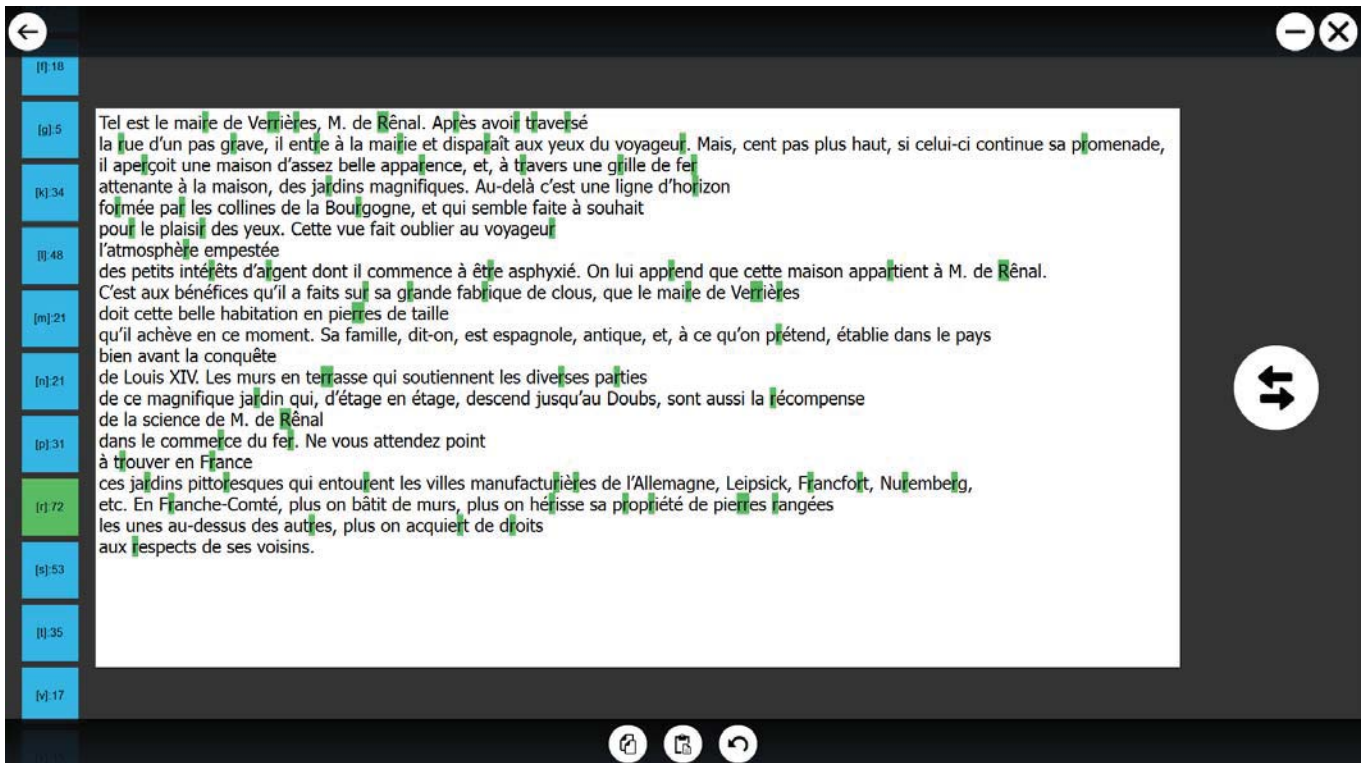 [f]:18
[g]:5
[k]:34
[l]:48
[m]:21
[n]:21
[p]:31
[r]:72
[s]:53
[t]:35
[v]:17
Tel est le maire de Verrières, M. de Rênal. Après avoir traversé
la rue d’un pas grave, il entre à la mairie et disparaît aux yeux du voyageur. Mais, cent pas plus haut, si celui-ci continue sa promenade,
il aperçoit une maison d’assez belle apparence, et, à travers une grille de fer
attenante à la maison, des jardins magnifiques. Au-delà c’est une ligne d’horizon
formée par les collines de la Bourgogne, et qui semble faite à souhait
pour le plaisir des yeux. Cette vue fait oublier au voyageur
l’atmosphère empestée
des petits intérêts d’argent dont il commence à être asphyxié. On lui apprend que cette maison appartient à M. de Rênal.
C’est aux bénéfices qu’il a faits sur sa grande fabrique de clous, que le maire de Verrières
doit cette belle habitation en pierres de taille
qu’il achève en ce moment. Sa famille, dit-on, est espagnole, antique, et, à ce qu’on prétend, établie dans le pays
bien avant la conquête
de Louis XIV. Les murs en terrasse qui soutiennent les diverses parties
de ce magnifique jardin qui, d’étage en étage, descend jusqu’au Doubs, sont aussi la récompense
de la science de M. de Rênal
dans le commerce du fer. Ne vous attendez point
à trouver en France
ces jardins pittoresques qui entourent les villes manufacturières de l’Allemagne, Leipsick, Francfort, Nuremberg,
etc. En Franche-Comté, plus on bâtit de murs, plus on hérisse sa propriété de pierres rangées
les unes au-dessus des autres, plus on acquiert de droits
aux respects de ses voisins.